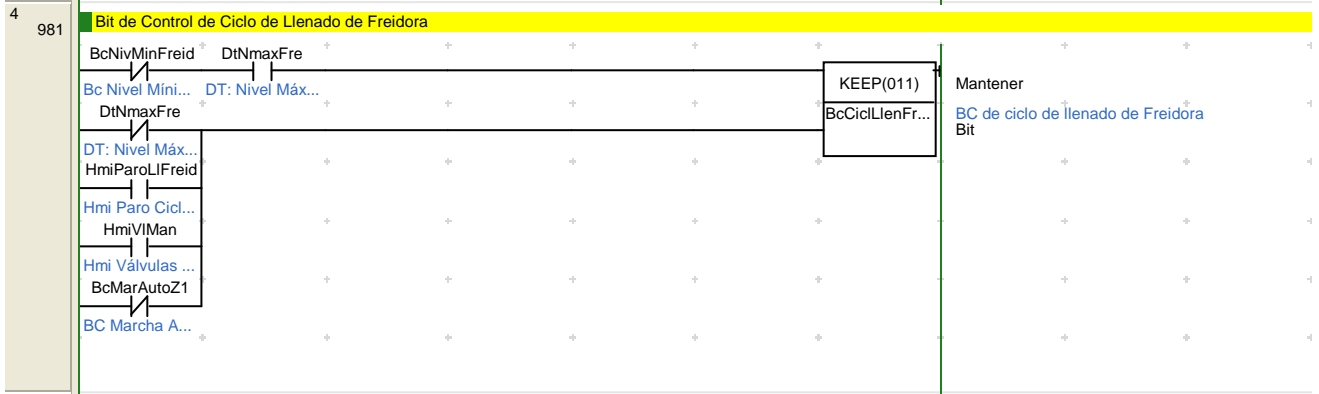 4
981
Bit de Control de Ciclo de Llenado de Freidora
BcNivMinFreid DtNmaxFre
Bc Nivel Míni... DT: Nivel Máx...
KEEP(011) Mantener
DtNmaxFre
BcCiclLlenFr... BC de ciclo de llenado de Freidora
Bit
DT: Nivel Máx...
HmiParoLlFreid
Hmi Paro Cicl...
HmiVlMan
Hmi Válvulas ...
BcMarAutoZ1
BC Marcha A...